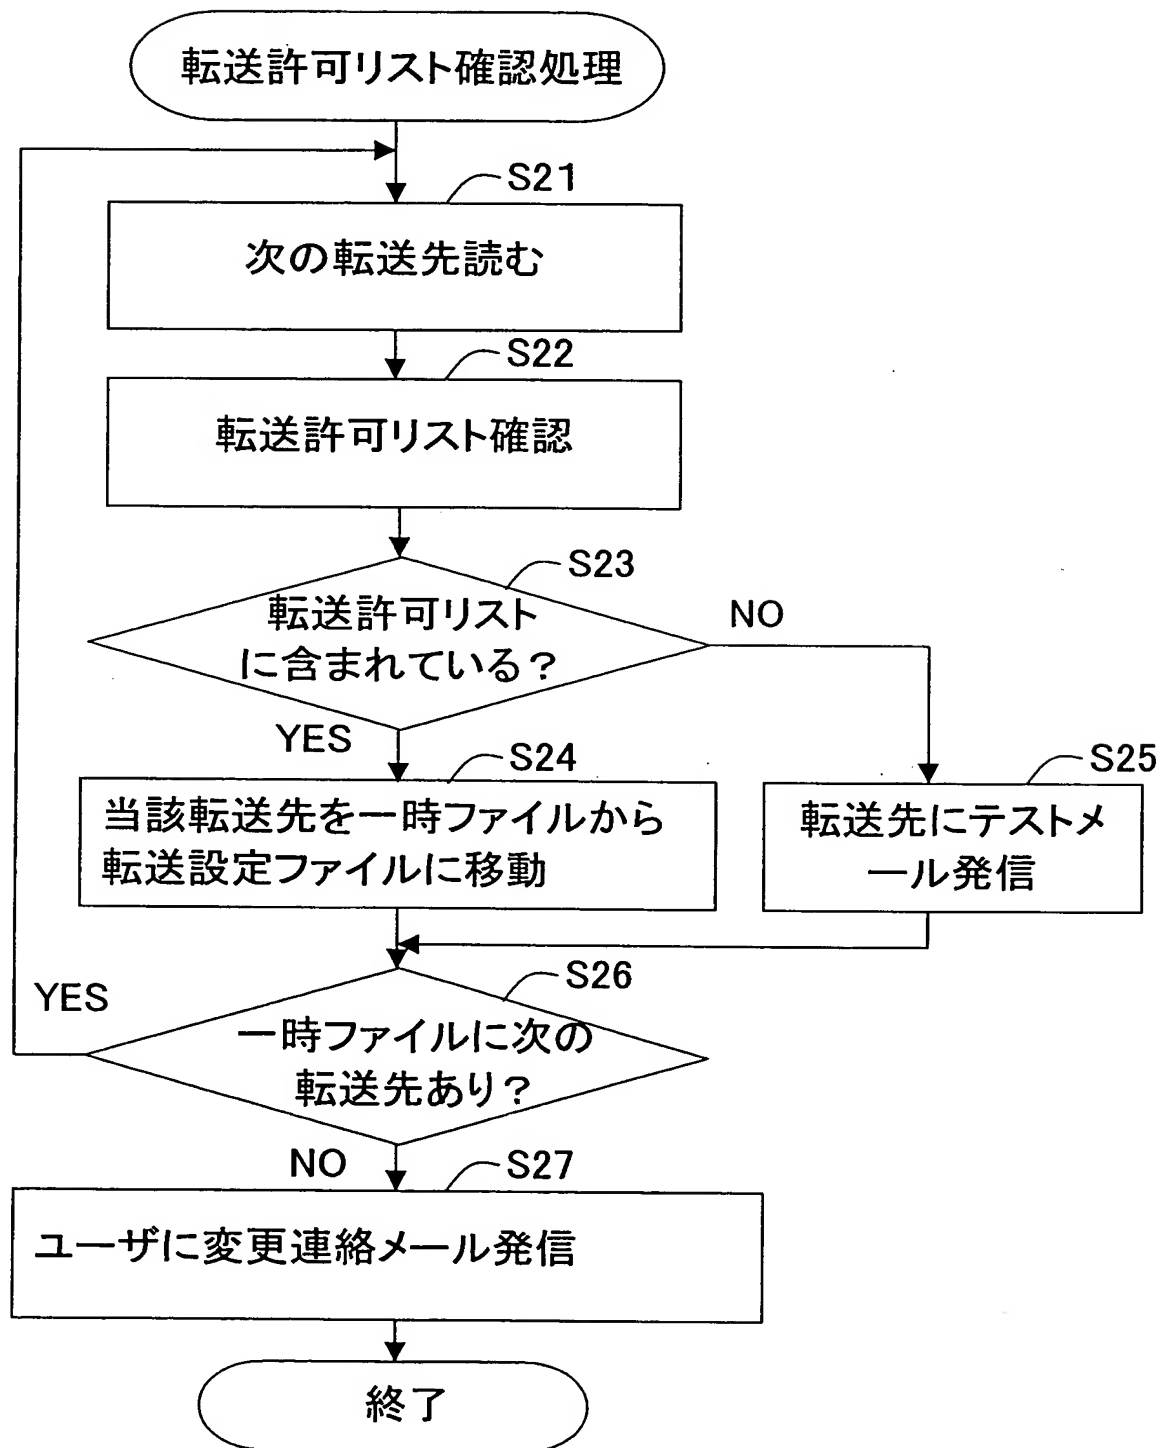 転送許可リスト確認処理
S21
次の転送先読む
S22
転送許可リスト確認
S23
転送許可リスト
に含まれている?
NO
YES
S24
当該転送先を一時ファイルから
転送設定ファイルに移動
S25
転送先にテストメ
ール発信
S26
YES
一時ファイルに次の
転送先あり?
NO
S27
ユーザに変更連絡メール発信
終了